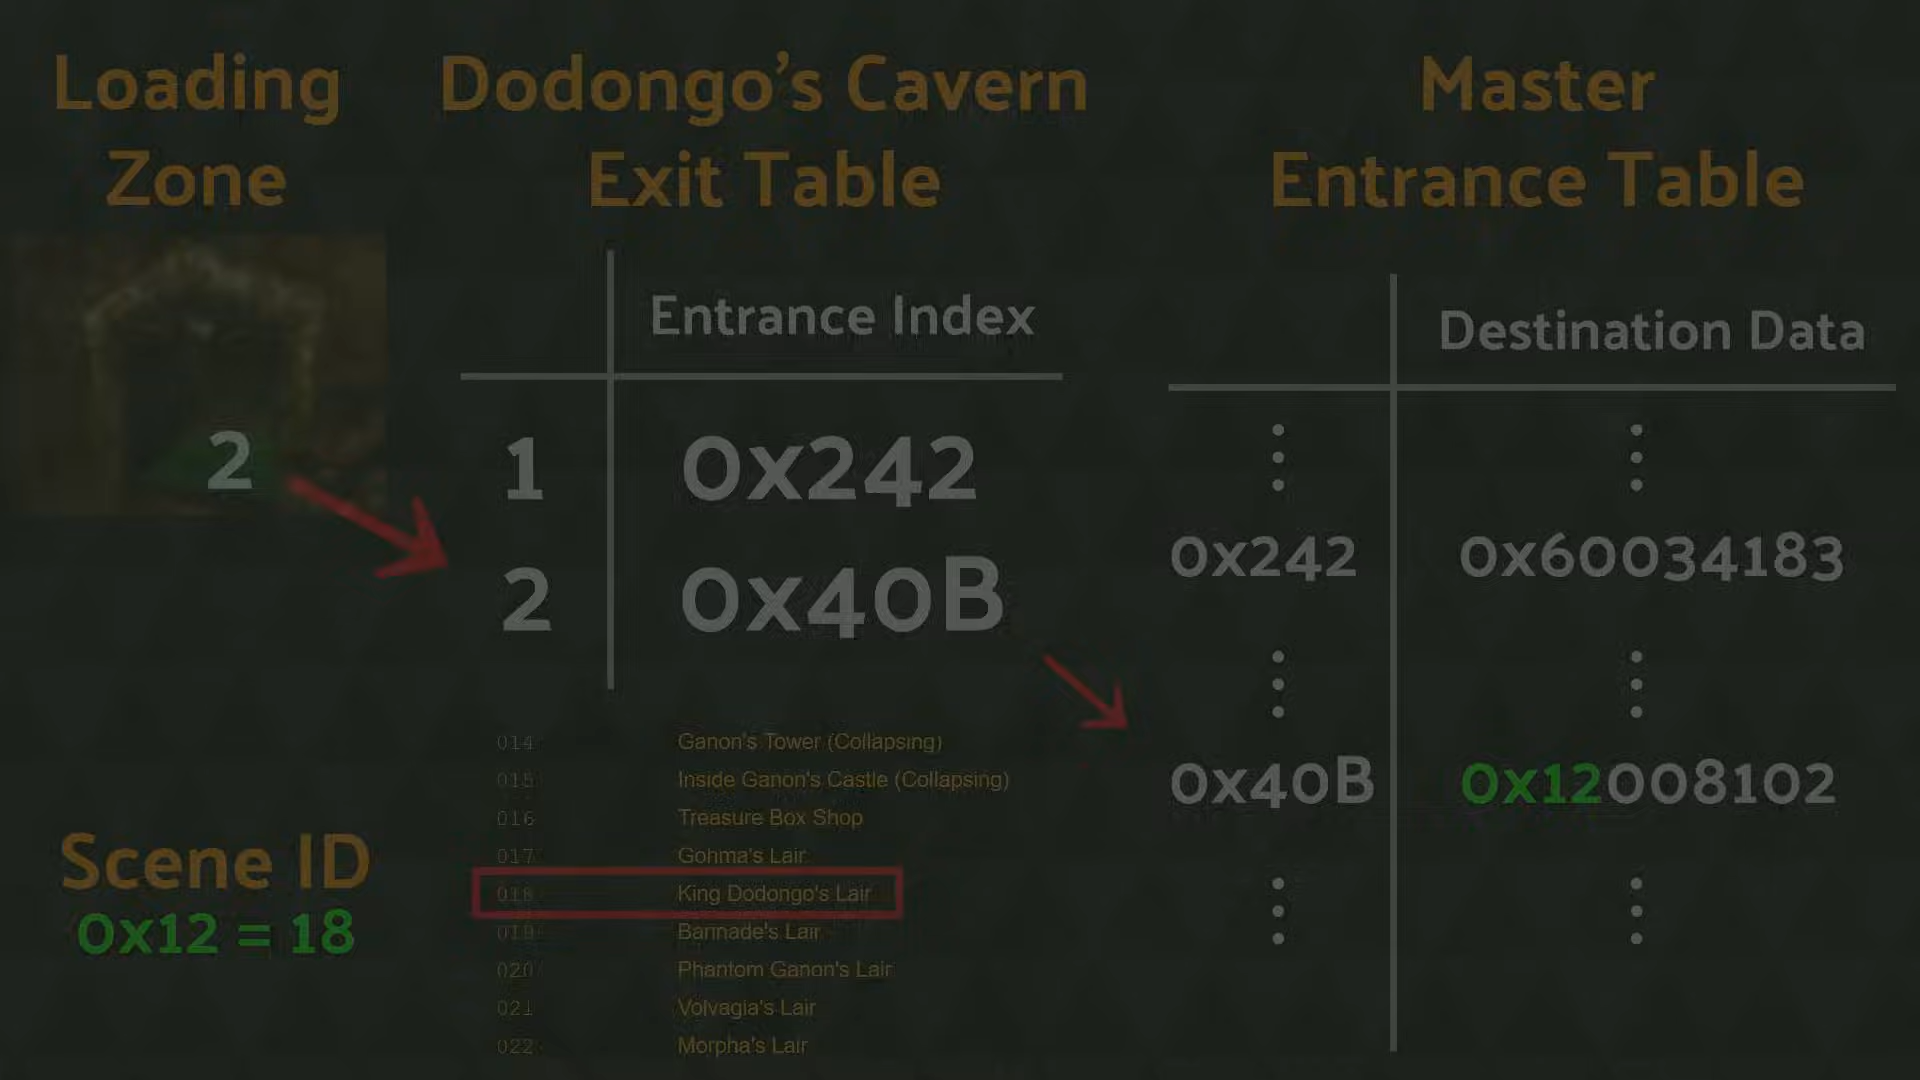 Loading
Zone
2
Dodongo's Cavern
Exit Table
Entrance Index
1 0x242
2 0x40B
Master
Entrance Table
Destination Data
0x242 0x60034183
0x40B 0x12008102
Scene ID
0x12 = 18
014 Ganon's Tower (Collapsing)
015 Inside Ganon's Castle (Collapsing)
016 Treasure Box Shop
017 Gohma's Lair
018 King Dodongo's Lair
019 Barinade's Lair
020 Phantom Ganon's Lair
021 Volvagia's Lair
022 Morpha's Lair